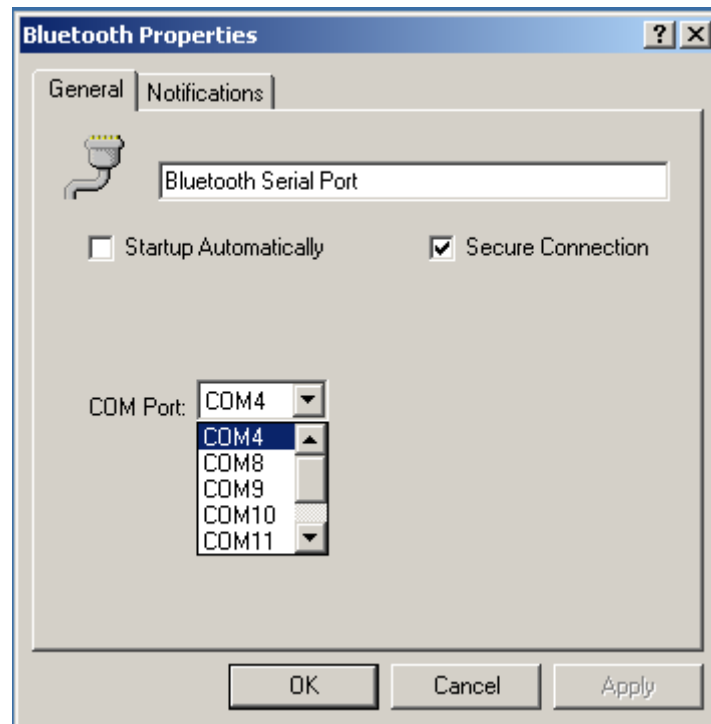 Bluetooth Properties
General Notifications
Bluetooth Serial Port
Startup Automatically Secure Connection
COM Port: COM4
COM4
COM8
COM9
COM10
COM11
OK Cancel Apply